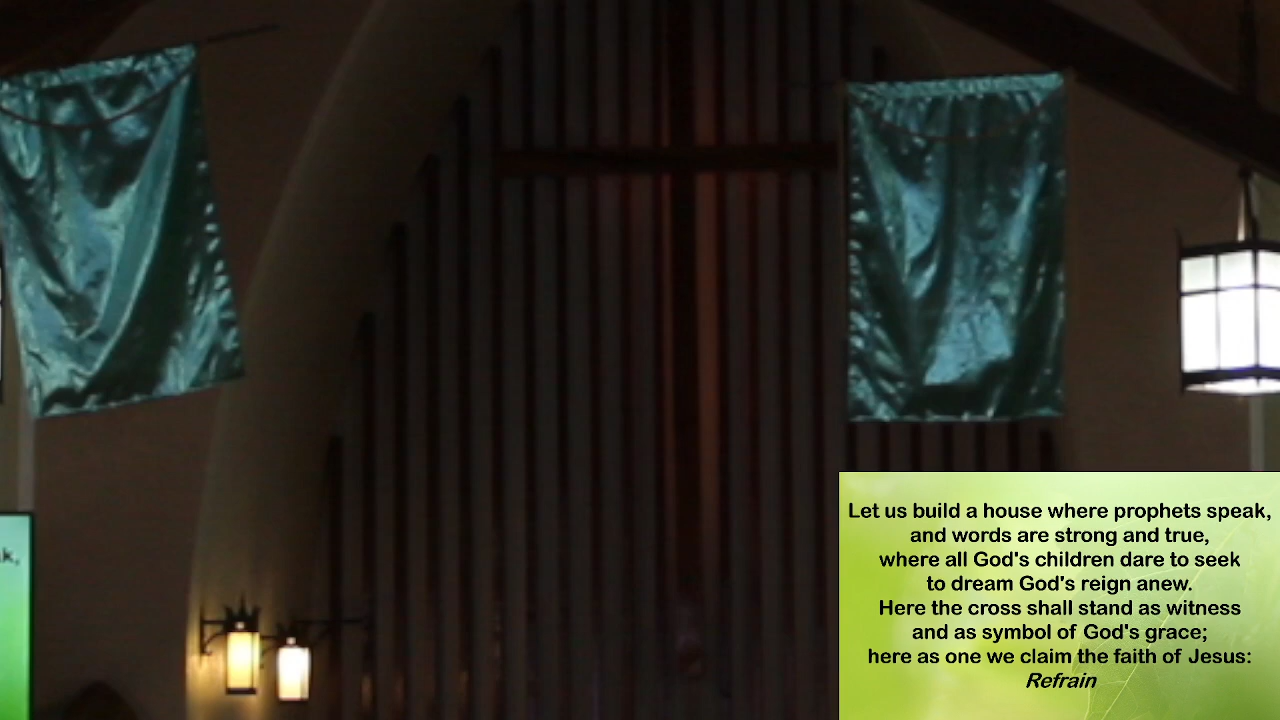 Let us build a house where prophets speak,
and words are strong and true,
where all God's children dare to seek
to dream God's reign anew.
Here the cross shall stand as witness
and as symbol of God's grace;
here as one we claim the faith of Jesus:
Refrain